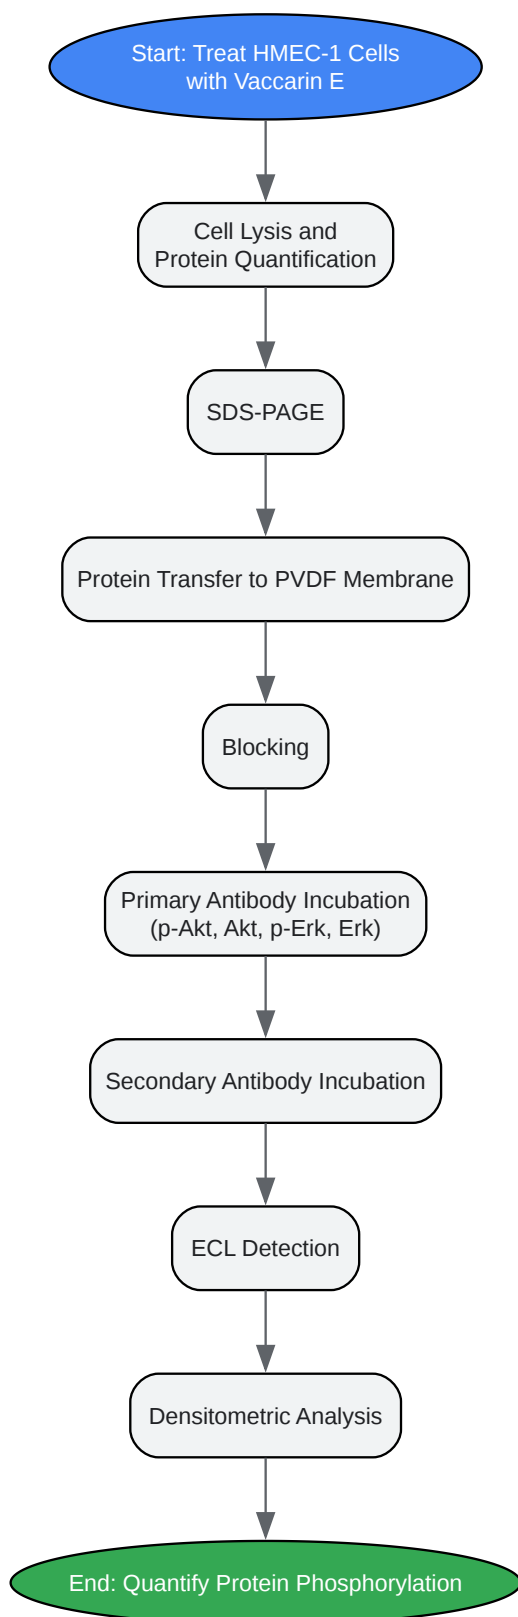 Start: Treat HMEC-1 Cells
with Vaccarin E
Cell Lysis and
Protein Quantification
SDS-PAGE
Protein Transfer to PVDF Membrane
Blocking
Primary Antibody Incubation
(p-Akt, Akt, p-Erk, Erk)
Secondary Antibody Incubation
ECL Detection
Densitometric Analysis
End: Quantify Protein Phosphorylation